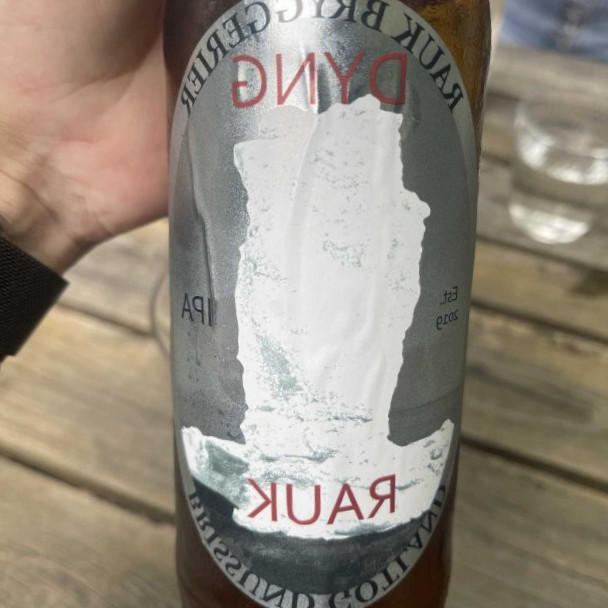 RAUK BRYGGERIER
DYNG
Est.
2019
IPA
RAUK
BRISSUND GOTLAND